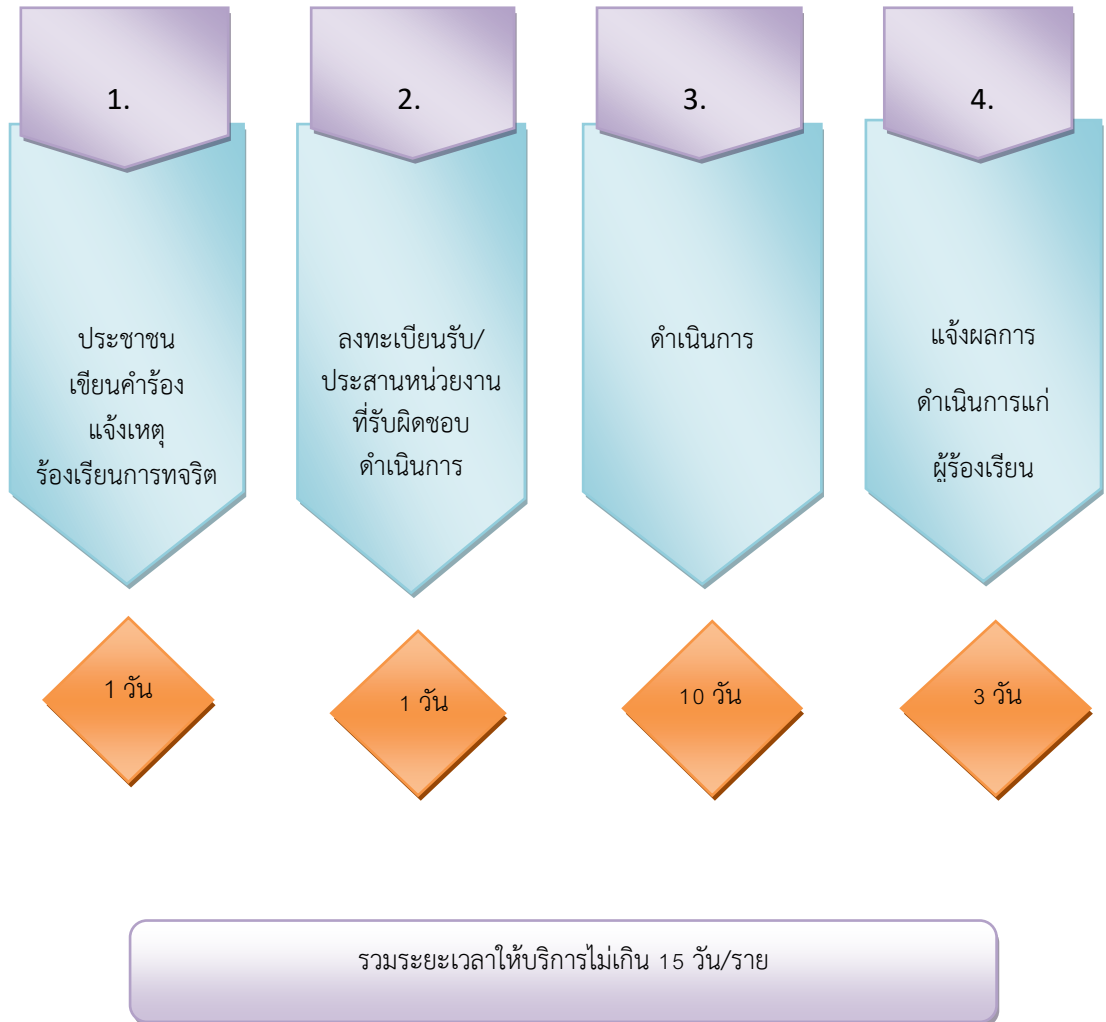 1.
ประชาชน
เขียนคำร้อง
แจ้งเหตุ
ร้องเรียนการทจริต
1 วัน
2.
ลงทะเบียนรับ/
ประสานหน่วยงาน
ที่รับผิดชอบ
ดำเนินการ
1 วัน
3.
ดำเนินการ
10 วัน
4.
แจ้งผลการ
ดำเนินการแก่
ผู้ร้องเรียน
3 วัน
รวมระยะเวลาให้บริการไม่เกิน 15 วัน/ราย